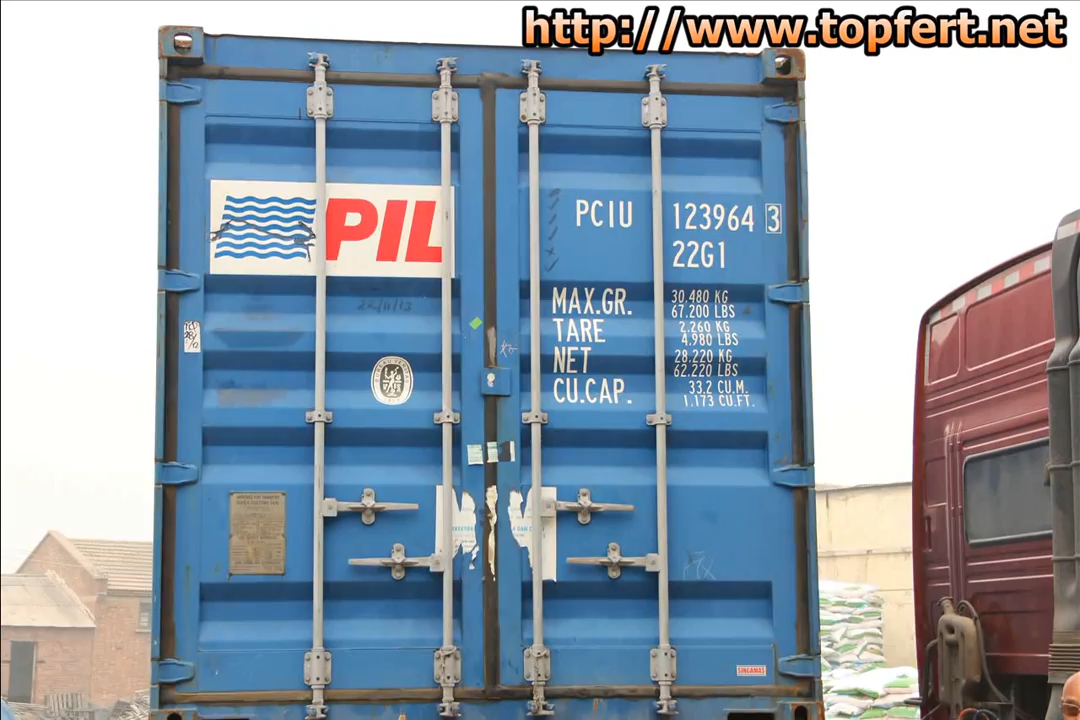 http://www.topfert.net
PIL
PCIU 123964 3
22G1
MAX.GR. 30.480 KG
67.200 LBS
TARE 2.260 KG
4.980 LBS
NET 28.220 KG
62.220 LBS
CU.CAP. 33.2 CU.M.
1.173 CU.FT.
SINGAMAS